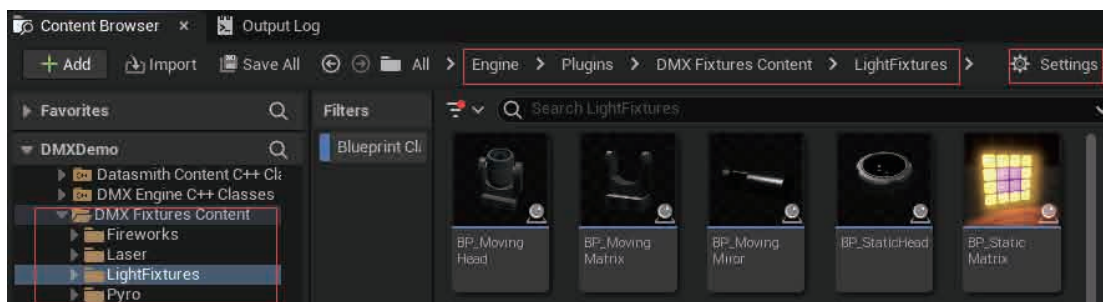 Content Browser × Output Log
Add Import Save All All > Engine > Plugins > DMX Fixtures Content > LightFixtures > Settings
Favorites
Filters
Search LightFixtures
DMXDemo
Blueprint Cl
Datasmith Content C++ Cl
DMX Engine C++ Classes
DMX Fixtures Content
Fireworks
Laser
LightFixtures
Pyro
BP_Moving
Head
BP_Moving
Matrix
BP_Moving
Mirror
BP_StaticHead
BP_Static
Matrix